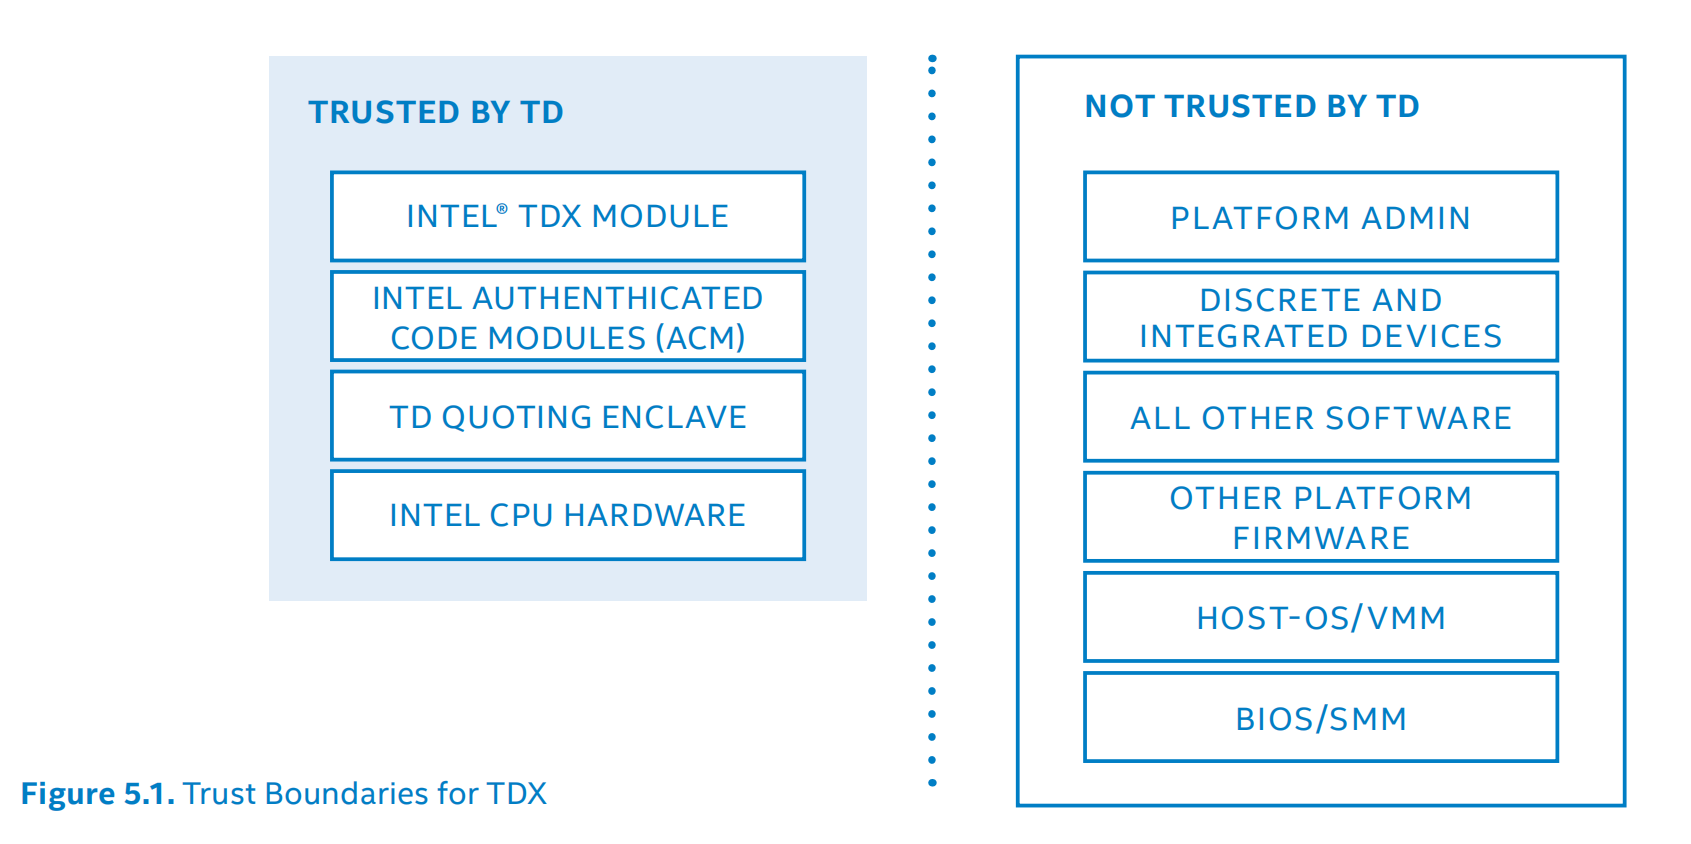 TRUSTED BY TD
INTEL® TDX MODULE
INTEL AUTHENTHICATED
CODE MODULES (ACM)
TD QUOTING ENCLAVE
INTEL CPU HARDWARE
NOT TRUSTED BY TD
PLATFORM ADMIN
DISCRETE AND
INTEGRATED DEVICES
ALL OTHER SOFTWARE
OTHER PLATFORM
FIRMWARE
HOST-OS/VMM
BIOS/SMM
Figure 5.1. Trust Boundaries for TDX